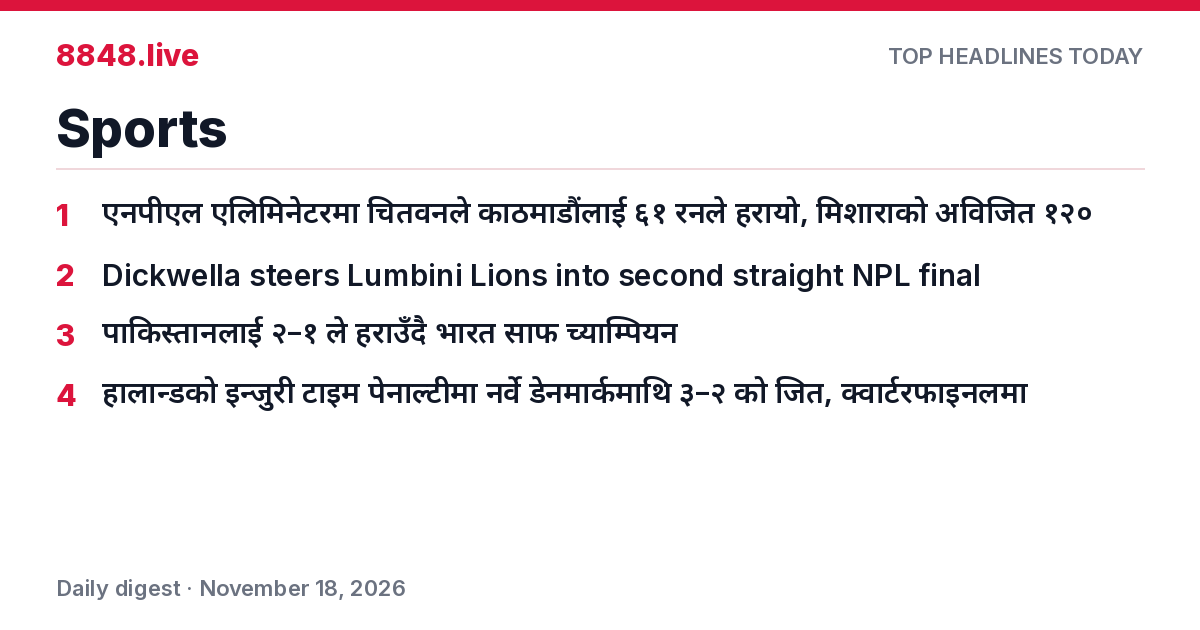 8848.live
TOP HEADLINES TODAY
Sports
1 एनपीएल एलिमिनेटरमा चितवनले काठमाडौंलाई ६१ रनले हरायो, मिशाराको अविजित १२०
2 Dickwella steers Lumbini Lions into second straight NPL final
3 पाकिस्तानलाई २–१ ले हराउँदै भारत साफ च्याम्पियन
4 हालान्डको इन्जुरी टाइम पेनाल्टीमा नर्वे डेनमार्कमाथि ३–२ को जित, क्वार्टरफाइनलमा
Daily digest · November 18, 2026